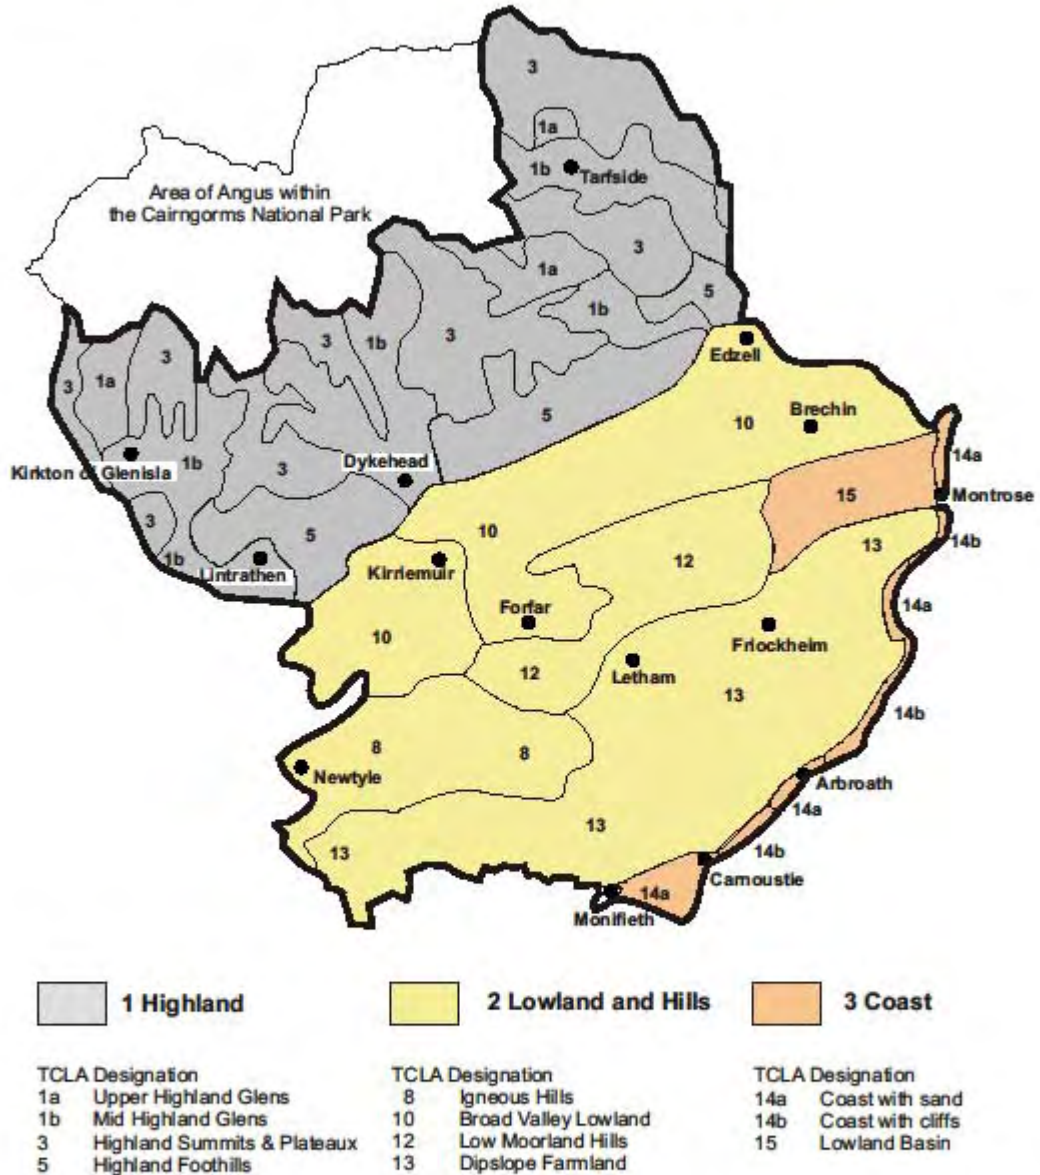 3
1a
1b
Tarfside
Area of Angus within
the Cairngorms National Park
3
1a
5
1b
3
3
1b
3
Edzell
1a
3
5
Brechin
10
14a
1b
Dykehead
Kirkton of Glenisla
3
15
Montrose
3
5
10
13
14b
1b
12
Lintrathen
Kirriemuir
14a
Forfar
10
Friockheim
12
Letham
13
14b
8
8
Newtyle
Arbroath
14a
13
13
14b
Carnoustie
14a
Monifieth
1 Highland
TCLA Designation
1a Upper Highland Glens
1b Mid Highland Glens
3 Highland Summits & Plateaux
5 Highland Foothills
2 Lowland and Hills
TCLA Designation
8 Igneous Hills
10 Broad Valley Lowland
12 Low Moorland Hills
13 Dipslope Farmland
3 Coast
TCLA Designation
14a Coast with sand
14b Coast with cliffs
15 Lowland Basin